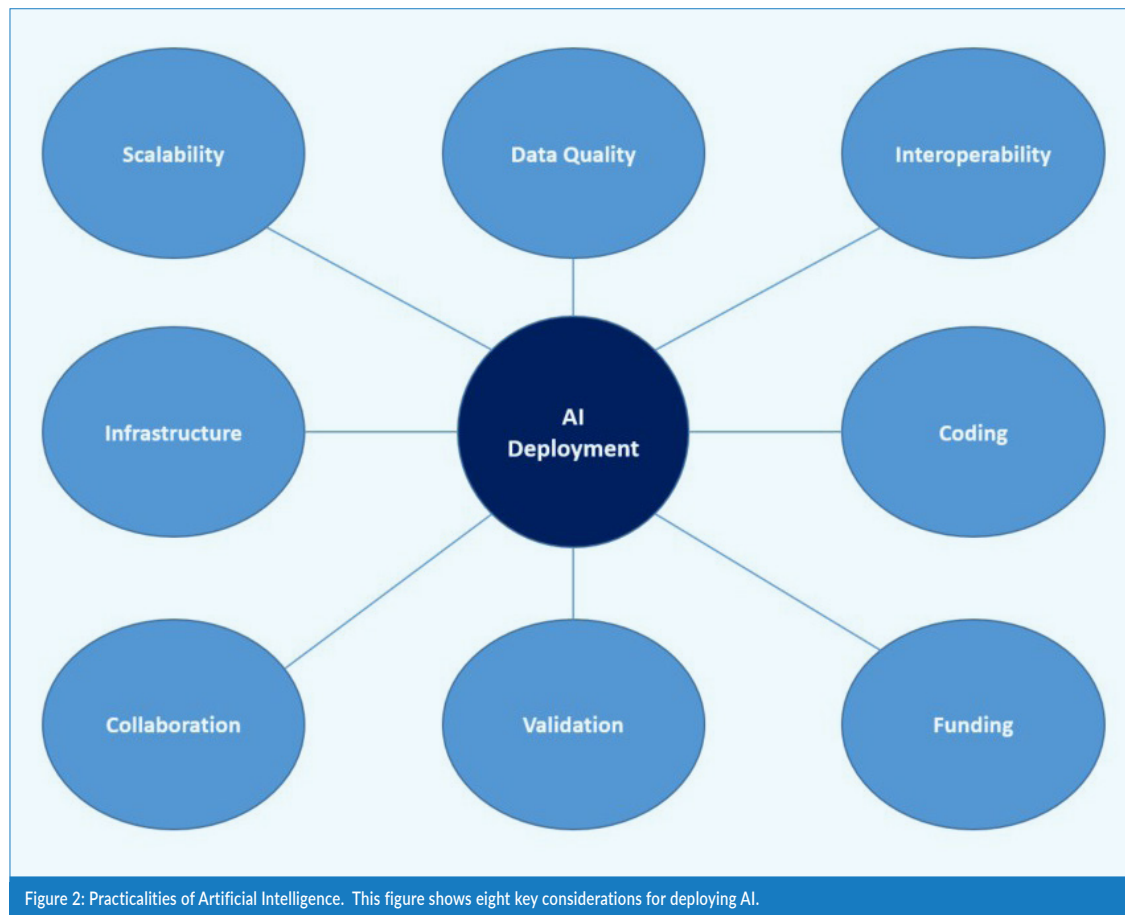 Scalability
Data Quality
Interoperability
Infrastructure
AI
Deployment
Coding
Collaboration
Validation
Funding
Figure 2: Practicalities of Artificial Intelligence. This figure shows eight key considerations for deploying AI.